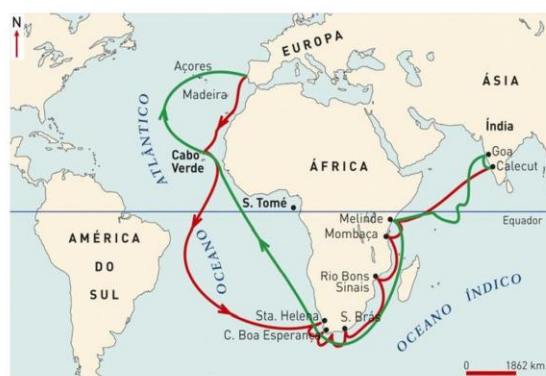 N
EUROPA
ÁSIA
Açores
Madeira
ATLÂNTICO
Índia
Goa
Calecut
Cabo
Verde
ÁFRICA
S. Tomé
Melinde
Equador
Mombaça
AMÉRICA
DO
SUL
OCEANO
Rio Bons
Sinais
OCEANO ÍNDICO
Sta. Helena
S. Brás
C. Boa Esperança
0 1862 km